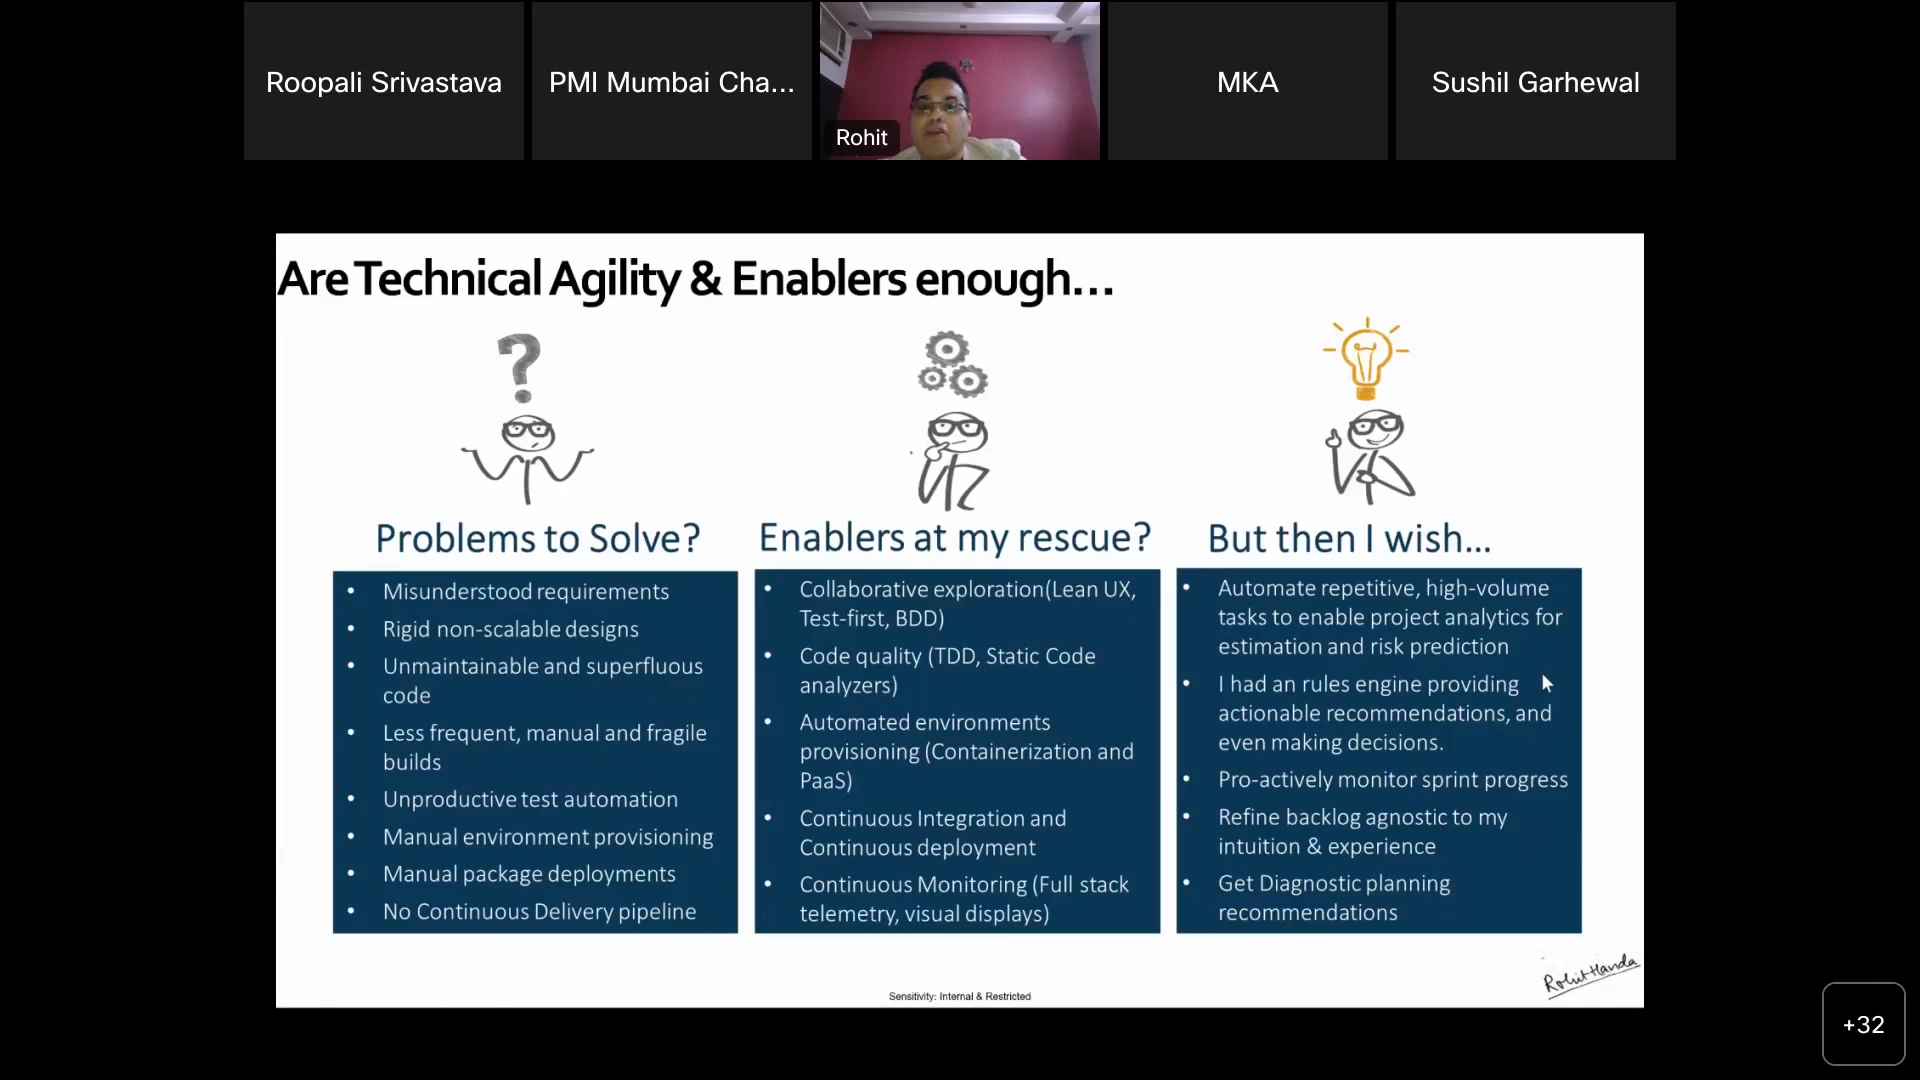 Roopali Srivastava
PMI Mumbai Cha...
Rohit
MKA
Sushil Garhewal
Are Technical Agility & Enablers enough...
?
Problems to Solve?
• Misunderstood requirements
• Rigid non-scalable designs
• Unmaintainable and superfluous
code
• Less frequent, manual and fragile
builds
• Unproductive test automation
• Manual environment provisioning
• Manual package deployments
• No Continuous Delivery pipeline
Enablers at my rescue?
• Collaborative exploration(Lean UX,
Test-first, BDD)
• Code quality (TDD, Static Code
analyzers)
• Automated environments
provisioning (Containerization and
PaaS)
• Continuous Integration and
Continuous deployment
• Continuous Monitoring (Full stack
telemetry, visual displays)
But then I wish...
• Automate repetitive, high-volume
tasks to enable project analytics for
estimation and risk prediction
• I had an rules engine providing
actionable recommendations, and
even making decisions.
• Pro-actively monitor sprint progress
• Refine backlog agnostic to my
intuition & experience
• Get Diagnostic planning
recommendations
Rohit Handa
Sensitivity: Internal & Restricted
+32